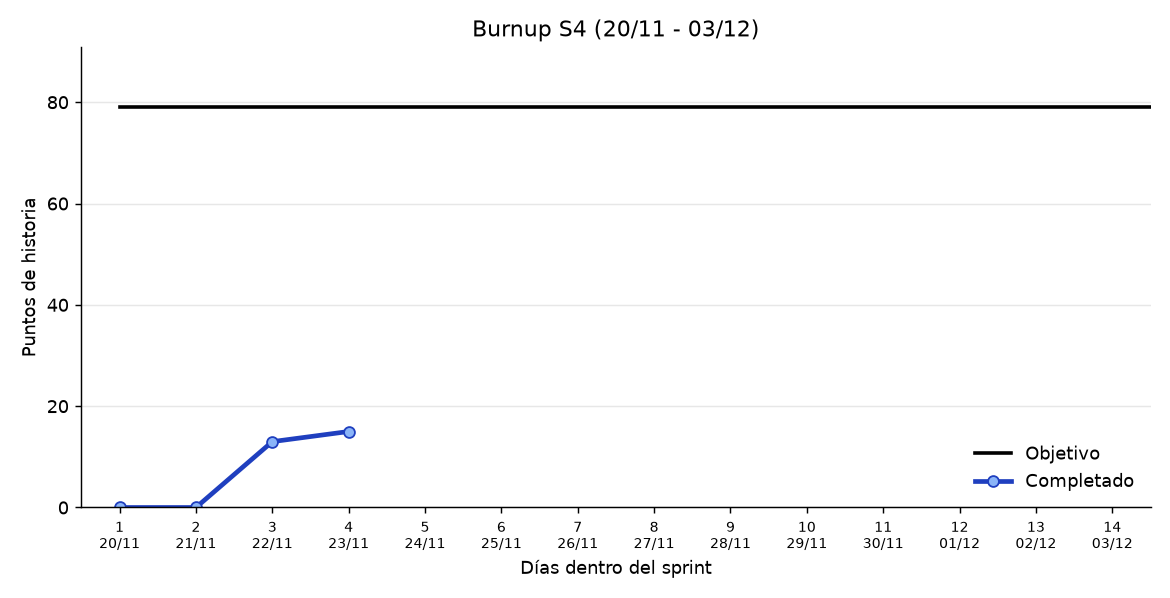 Burnup S4 (20/11 - 03/12)
Puntos de historia
80
60
40
20
0
1 2 3 4 5 6 7 8 9 10 11 12 13 14
20/11 21/11 22/11 23/11 24/11 25/11 26/11 27/11 28/11 29/11 30/11 01/12 02/12 03/12
Días dentro del sprint
Objetivo
Completado